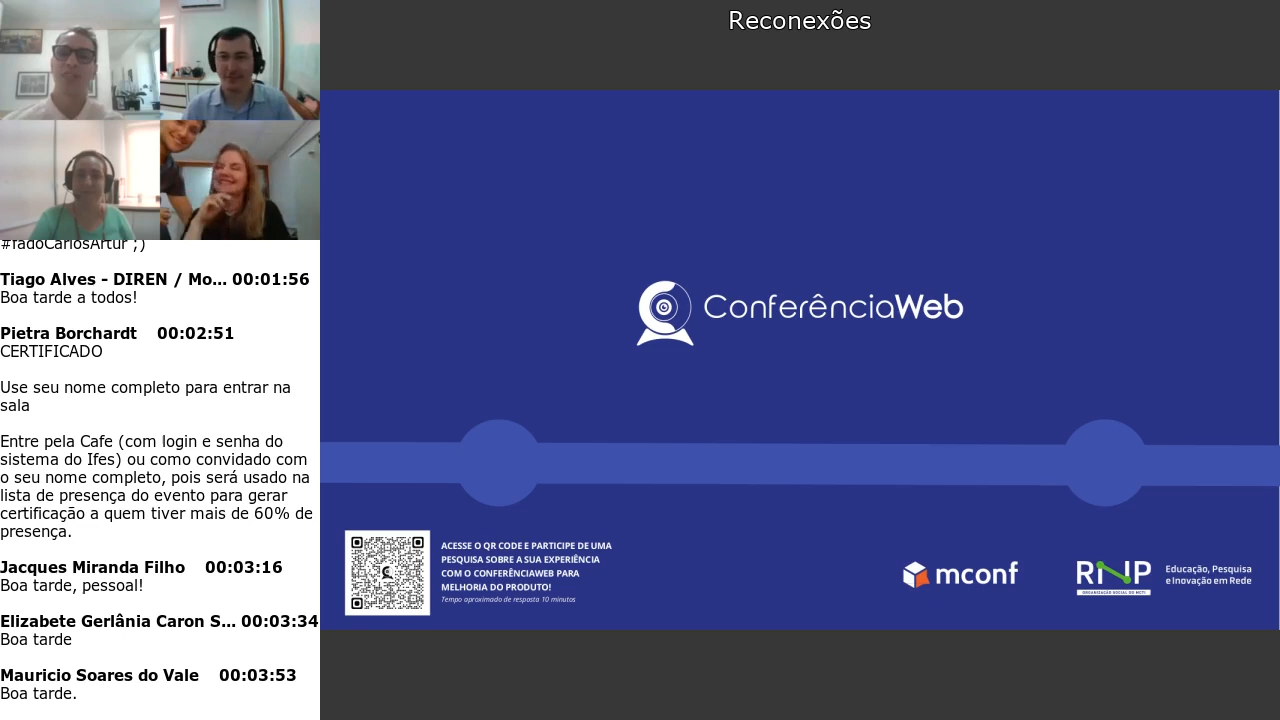 Reconexões
#fadoCarlosArtur ;)
Tiago Alves - DIREN / Mo... 00:01:56
Boa tarde a todos!
Pietra Borchardt 00:02:51
CERTIFICADO
Use seu nome completo para entrar na
sala
Entre pela Cafe (com login e senha do
sistema do Ifes) ou como convidado com
o seu nome completo, pois será usado na
lista de presença do evento para gerar
certificação a quem tiver mais de 60% de
presença.
Jacques Miranda Filho 00:03:16
Boa tarde, pessoal!
Elizabete Gerlânia Caron S... 00:03:34
Boa tarde
Mauricio Soares do Vale 00:03:53
Boa tarde.
ConferênciaWeb
ACESSE O QR CODE E PARTICIPE DE UMA
PESQUISA SOBRE A SUA EXPERIÊNCIA
COM O CONFERÊNCIAWEB PARA
MELHORIA DO PRODUTO!
Tempo aproximado de resposta 10 minutos
mconf
RNP
ORGANIZAÇÃO SOCIAL DO MCTI
Educação, Pesquisa
e Inovação em Rede